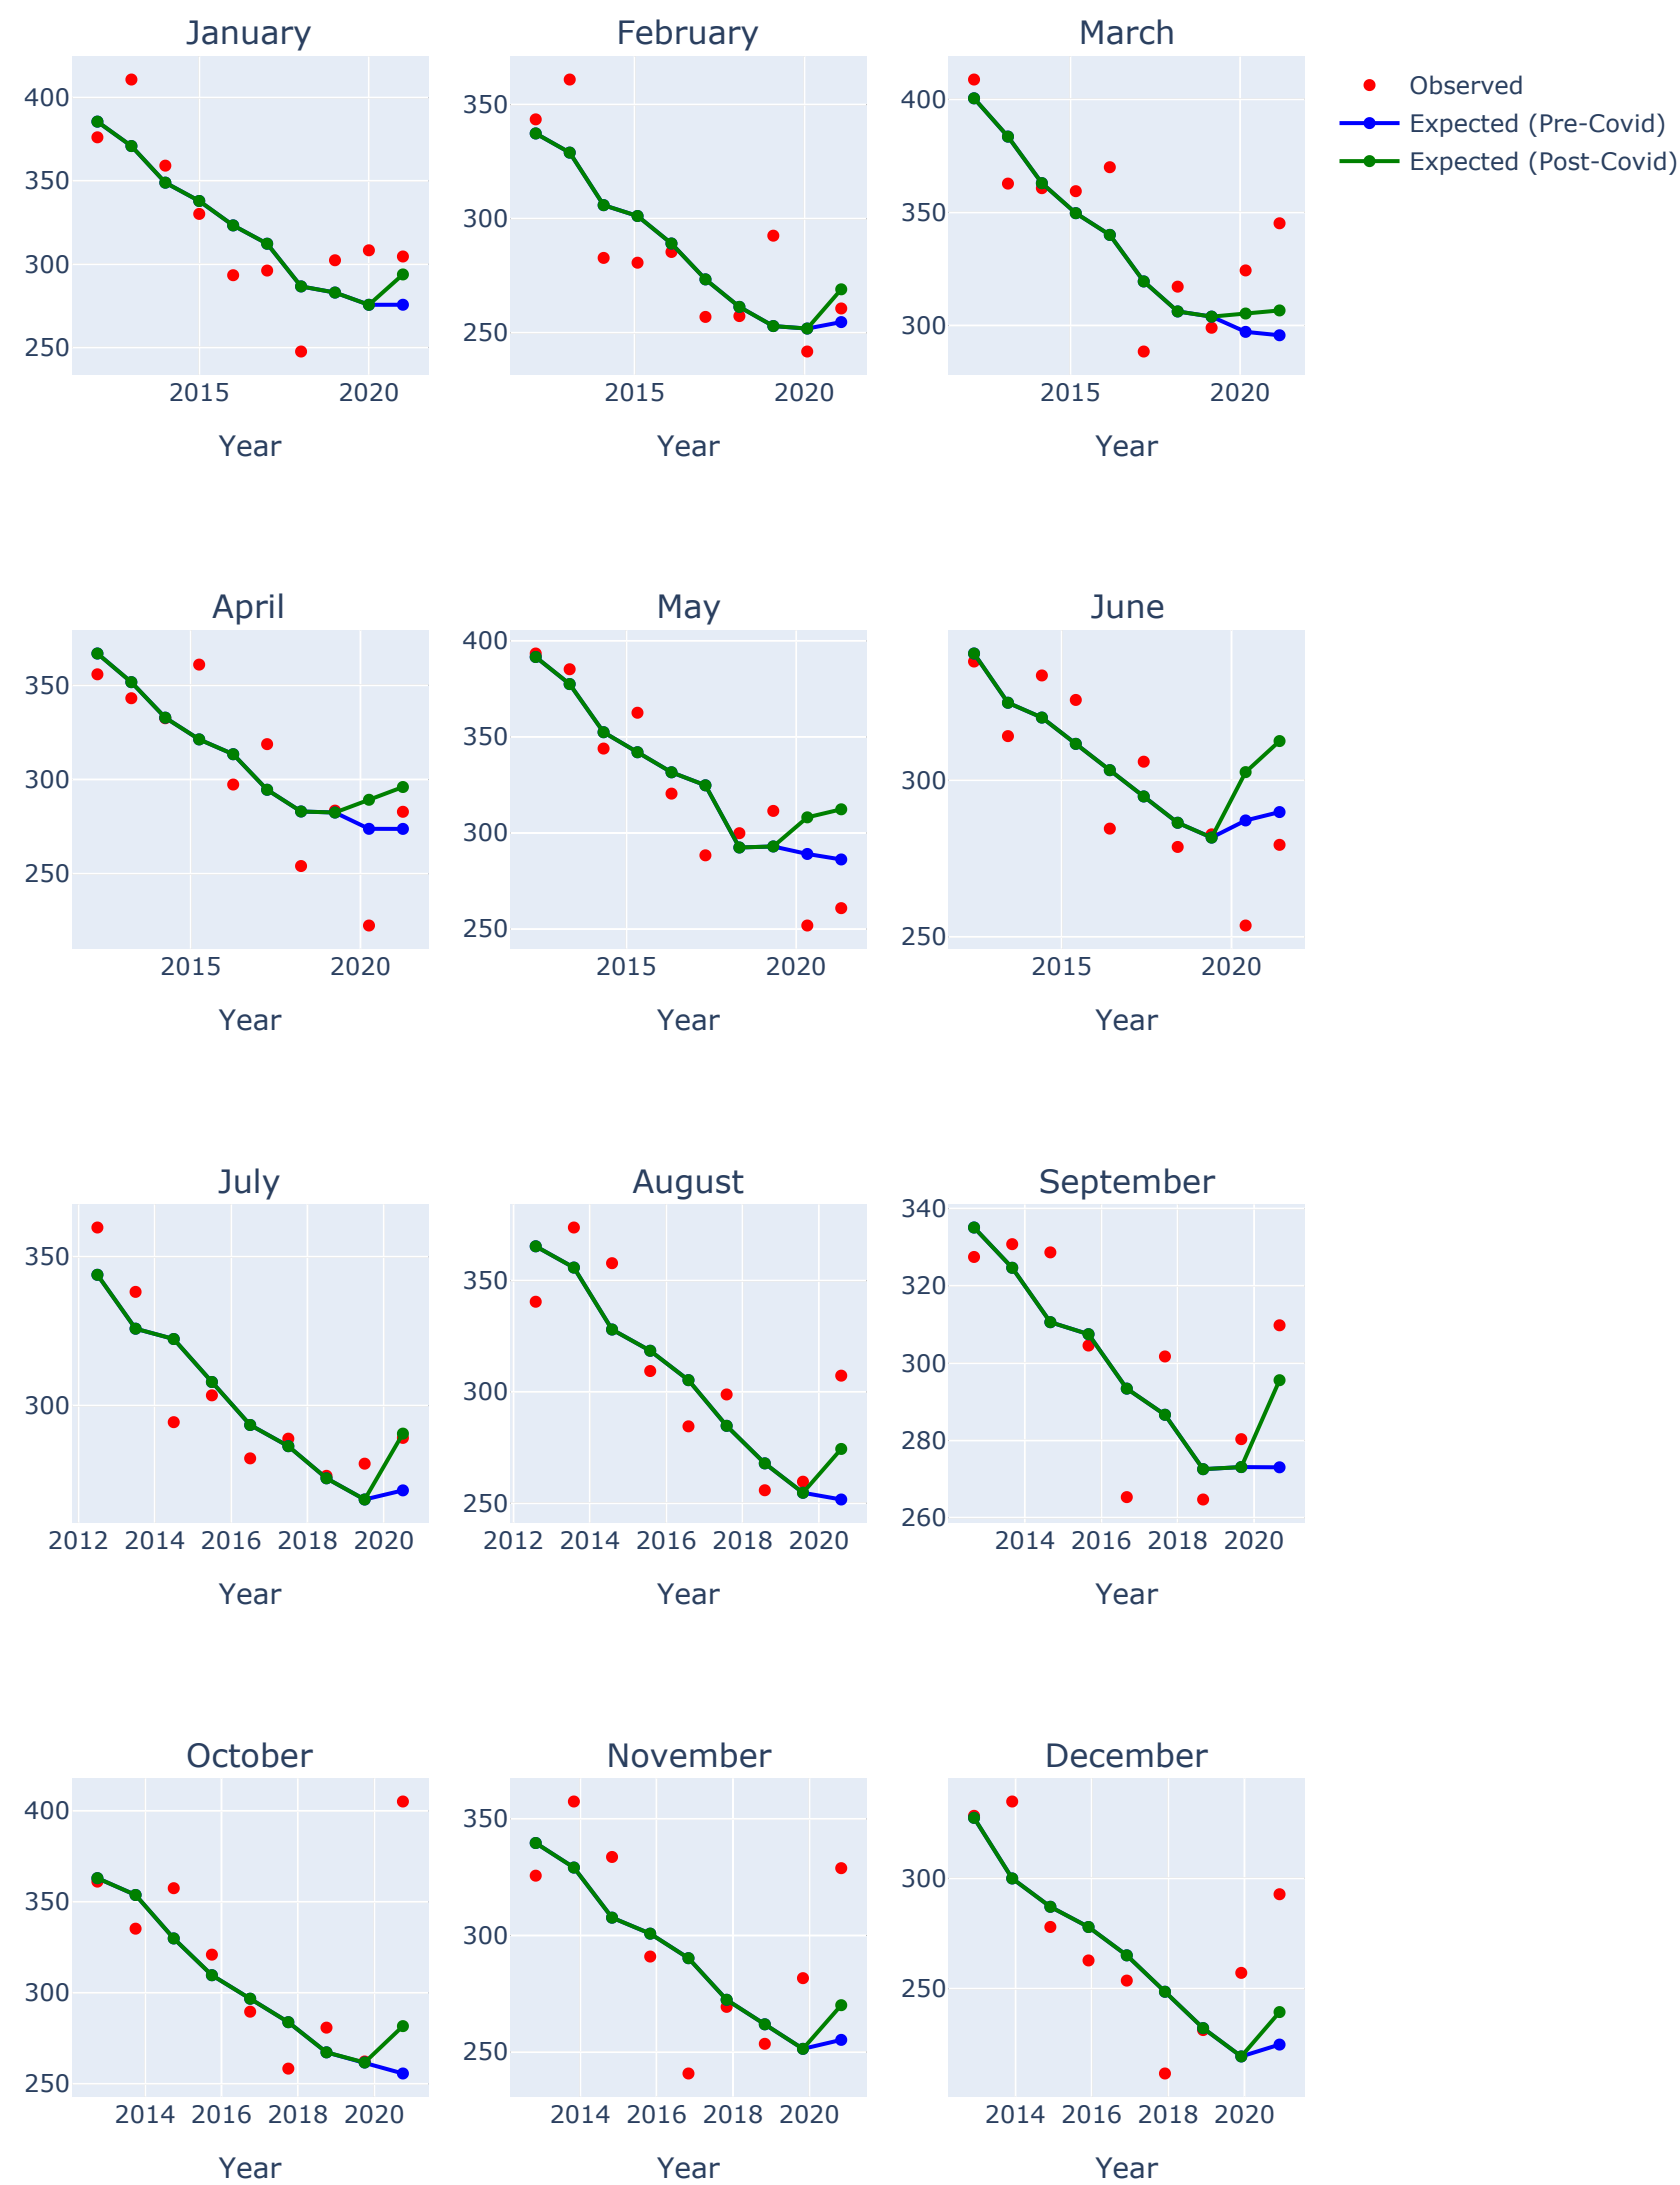 January
February
March
400
350
300
250
350
300
250
400
350
300
Observed
Expected (Pre-Covid)
Expected (Post-Covid)
2015 2020
2015 2020
2015 2020
Year
Year
Year
April
May
June
350
300
250
400
350
300
250
300
250
2015 2020
2015 2020
2015 2020
Year
Year
Year
July
August
September
350
300
350
300
250
340
320
300
280
260
2012 2014 2016 2018 2020
2012 2014 2016 2018 2020
2014 2016 2018 2020
Year
Year
Year
October
November
December
400
350
300
250
350
300
250
300
250
2014 2016 2018 2020
2014 2016 2018 2020
2014 2016 2018 2020
Year
Year
Year